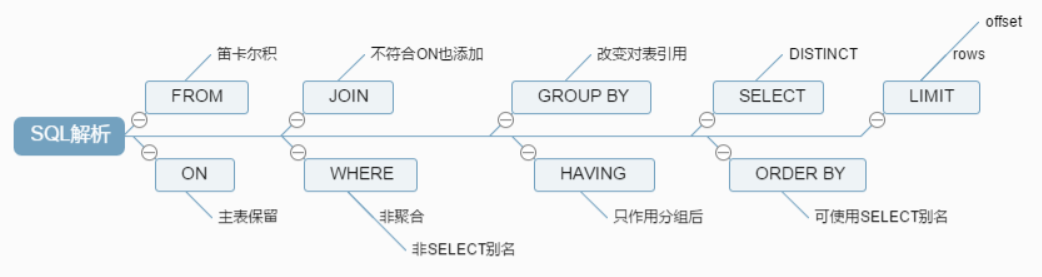 offset
笛卡尔积
不符合ON也添加
改变对表引用
DISTINCT
rows
FROM
JOIN
GROUP BY
SELECT
LIMIT
SQL解析
ON
WHERE
HAVING
ORDER BY
主表保留
非聚合
只作用分组后
可使用SELECT别名
非SELECT别名